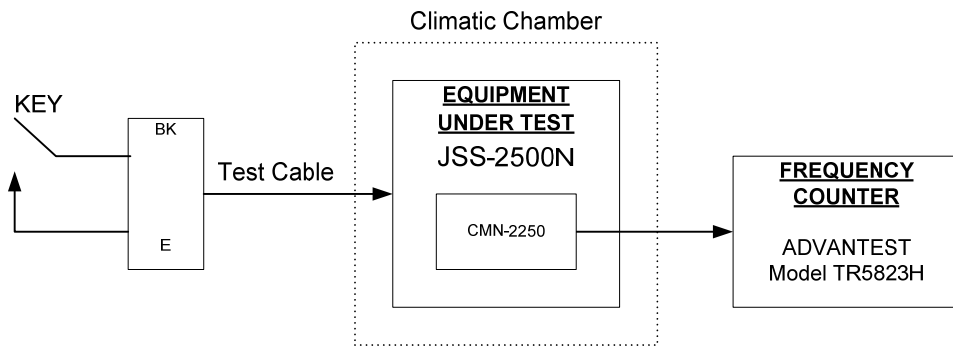 Climatic Chamber
KEY
BK
E
Test Cable
EQUIPMENT
UNDER TEST
JSS-2500N
CMN-2250
FREQUENCY
COUNTER
ADVANTEST
Model TR5823H